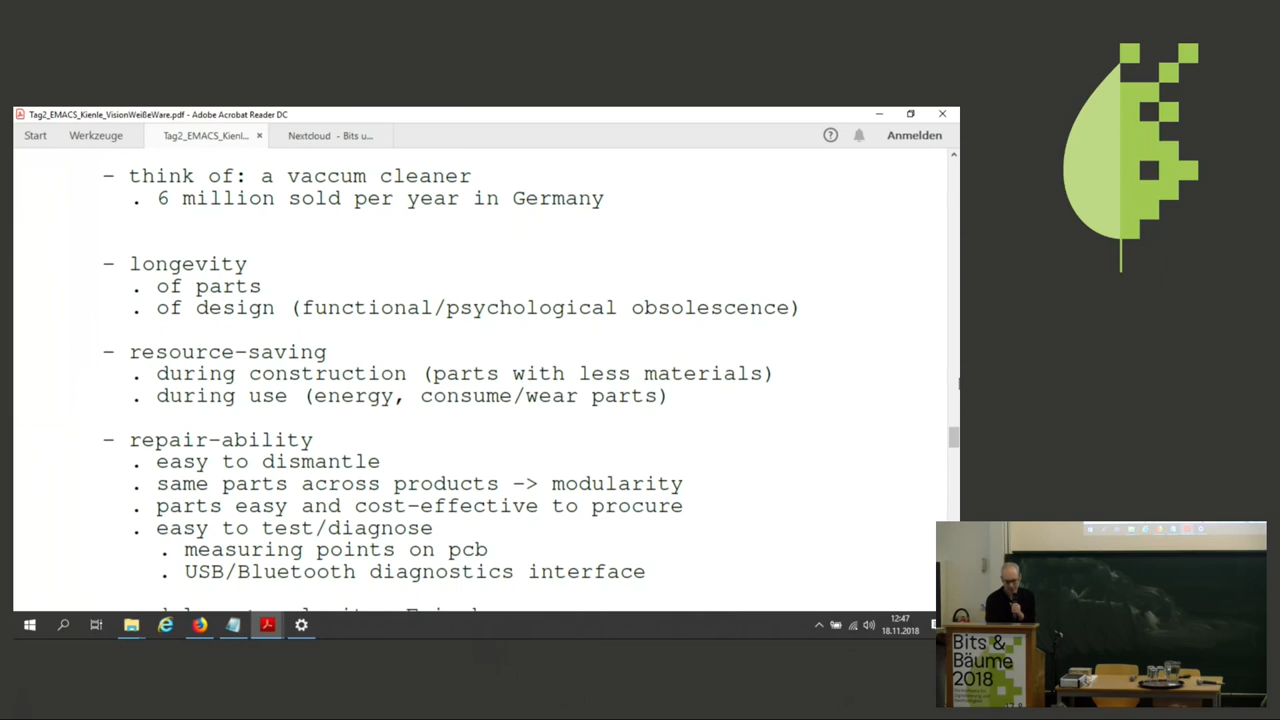 Tag2_EMACS_Kienle_VisionWeißeWare.pdf - Adobe Acrobat Reader DC
Start Werkzeuge Tag2_EMACS_Kienl... × Nextcloud - Bits u... Anmelden
- think of: a vaccum cleaner
. 6 million sold per year in Germany
- longevity
. of parts
. of design (functional/psychological obsolescence)
- resource-saving
. during construction (parts with less materials)
. during use (energy, consume/wear parts)
- repair-ability
. easy to dismantle
. same parts across products -> modularity
. parts easy and cost-effective to procure
. easy to test/diagnose
. measuring points on pcb
. USB/Bluetooth diagnostics interface
12:47
18.11.2018
Bits &
Bäume
2018